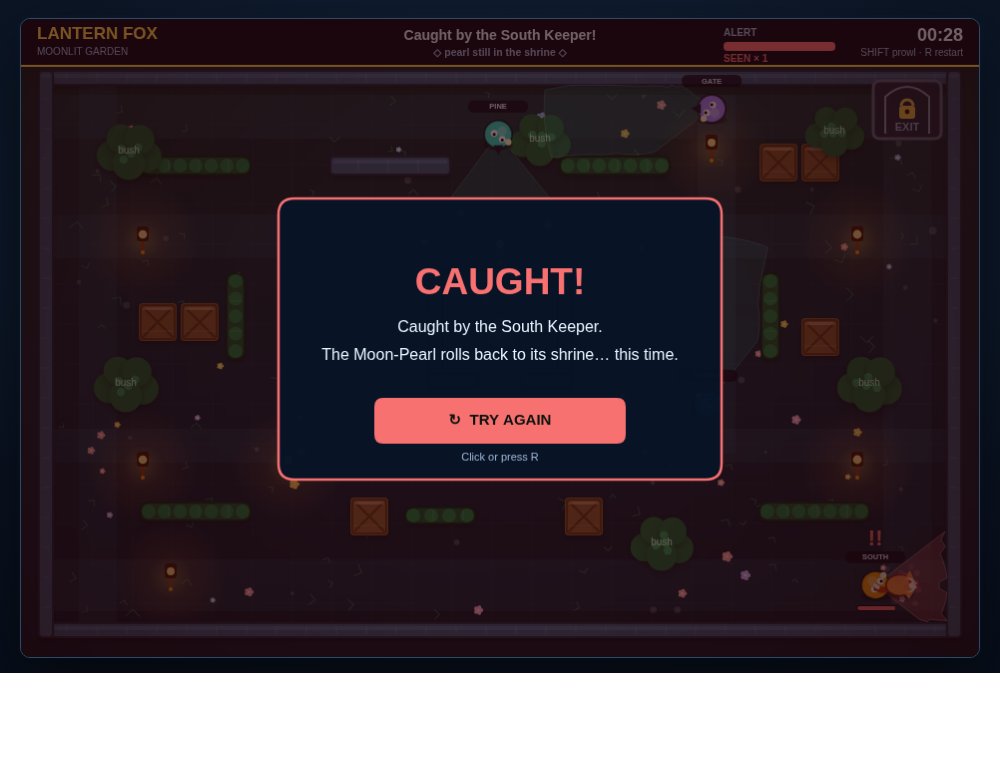 LANTERN FOX
MOONLIT GARDEN
Caught by the South Keeper!
◇ pearl still in the shrine ◇
ALERT
SEEN × 1
00:28
SHIFT prowl · R restart
GATE
PINE
bush
bush
bush
EXIT
CAUGHT!
Caught by the South Keeper.
The Moon-Pearl rolls back to its shrine… this time.
bush
bush
↻ TRY AGAIN
Click or press R
bush
!!
SOUTH